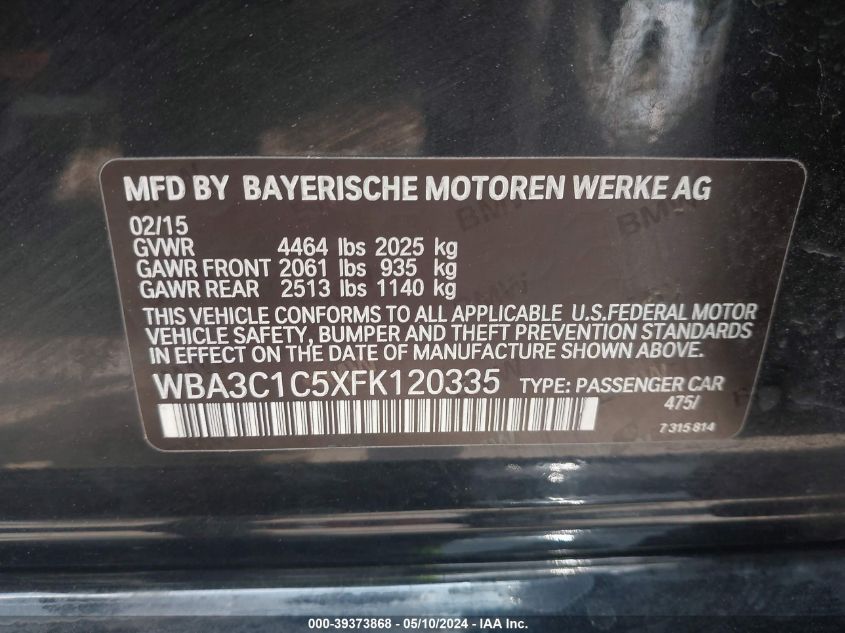 MFD BY BAYERISCHE MOTOREN WERKE AG
02/15
GVWR 4464 lbs 2025 kg
GAWR FRONT 2061 lbs 935 kg
GAWR REAR 2513 lbs 1140 kg
THIS VEHICLE CONFORMS TO ALL APPLICABLE U.S.FEDERAL MOTOR
VEHICLE SAFETY, BUMPER AND THEFT PREVENTION STANDARDS
IN EFFECT ON THE DATE OF MANUFACTURE SHOWN ABOVE.
WBA3C1C5XFK120335 TYPE: PASSENGER CAR
475/
7 315 814
000-39373868 - 05/10/2024 - IAA Inc.